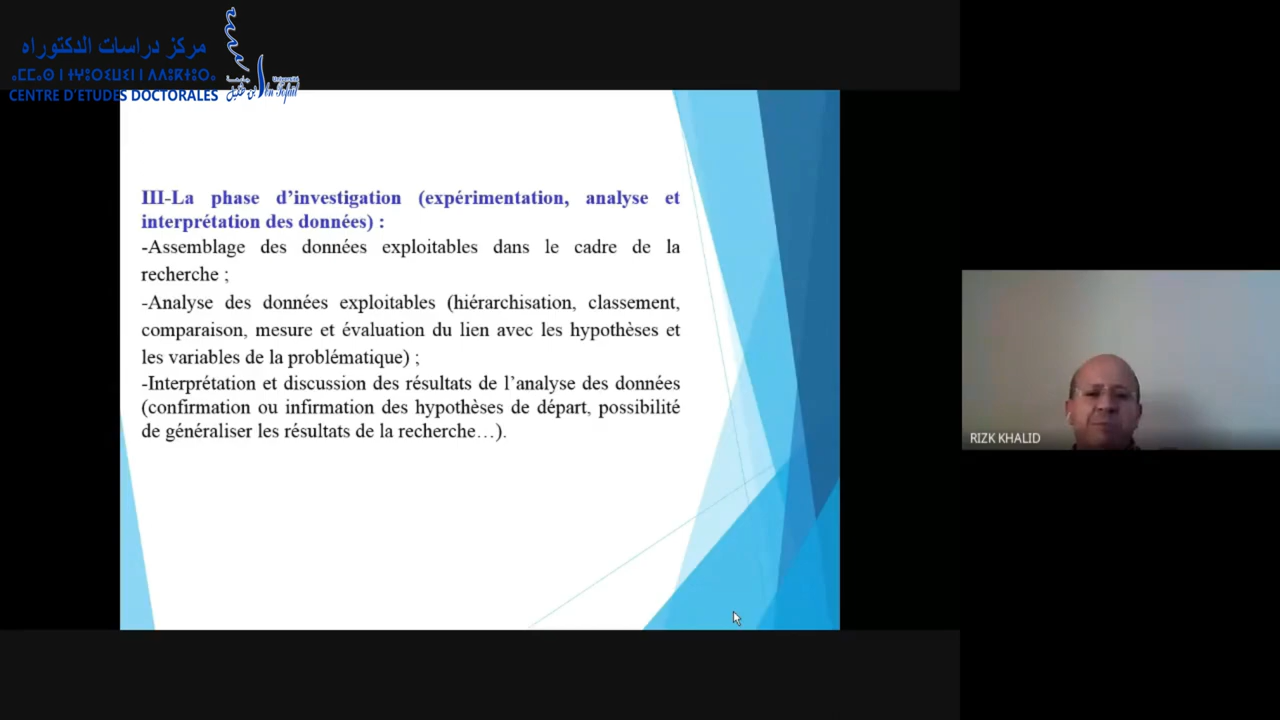 مركز دراسات الدكتوراه
CENTRE D'ETUDES DOCTORALES
Université
Ibn Tofail
III-La phase d'investigation (expérimentation, analyse et
interprétation des données) :
-Assemblage des données exploitables dans le cadre de la
recherche ;
-Analyse des données exploitables (hiérarchisation, classement,
comparaison, mesure et évaluation du lien avec les hypothèses et
les variables de la problématique) ;
-Interprétation et discussion des résultats de l'analyse des données
(confirmation ou infirmation des hypothèses de départ, possibilité
de généraliser les résultats de la recherche…).
RIZK KHALID